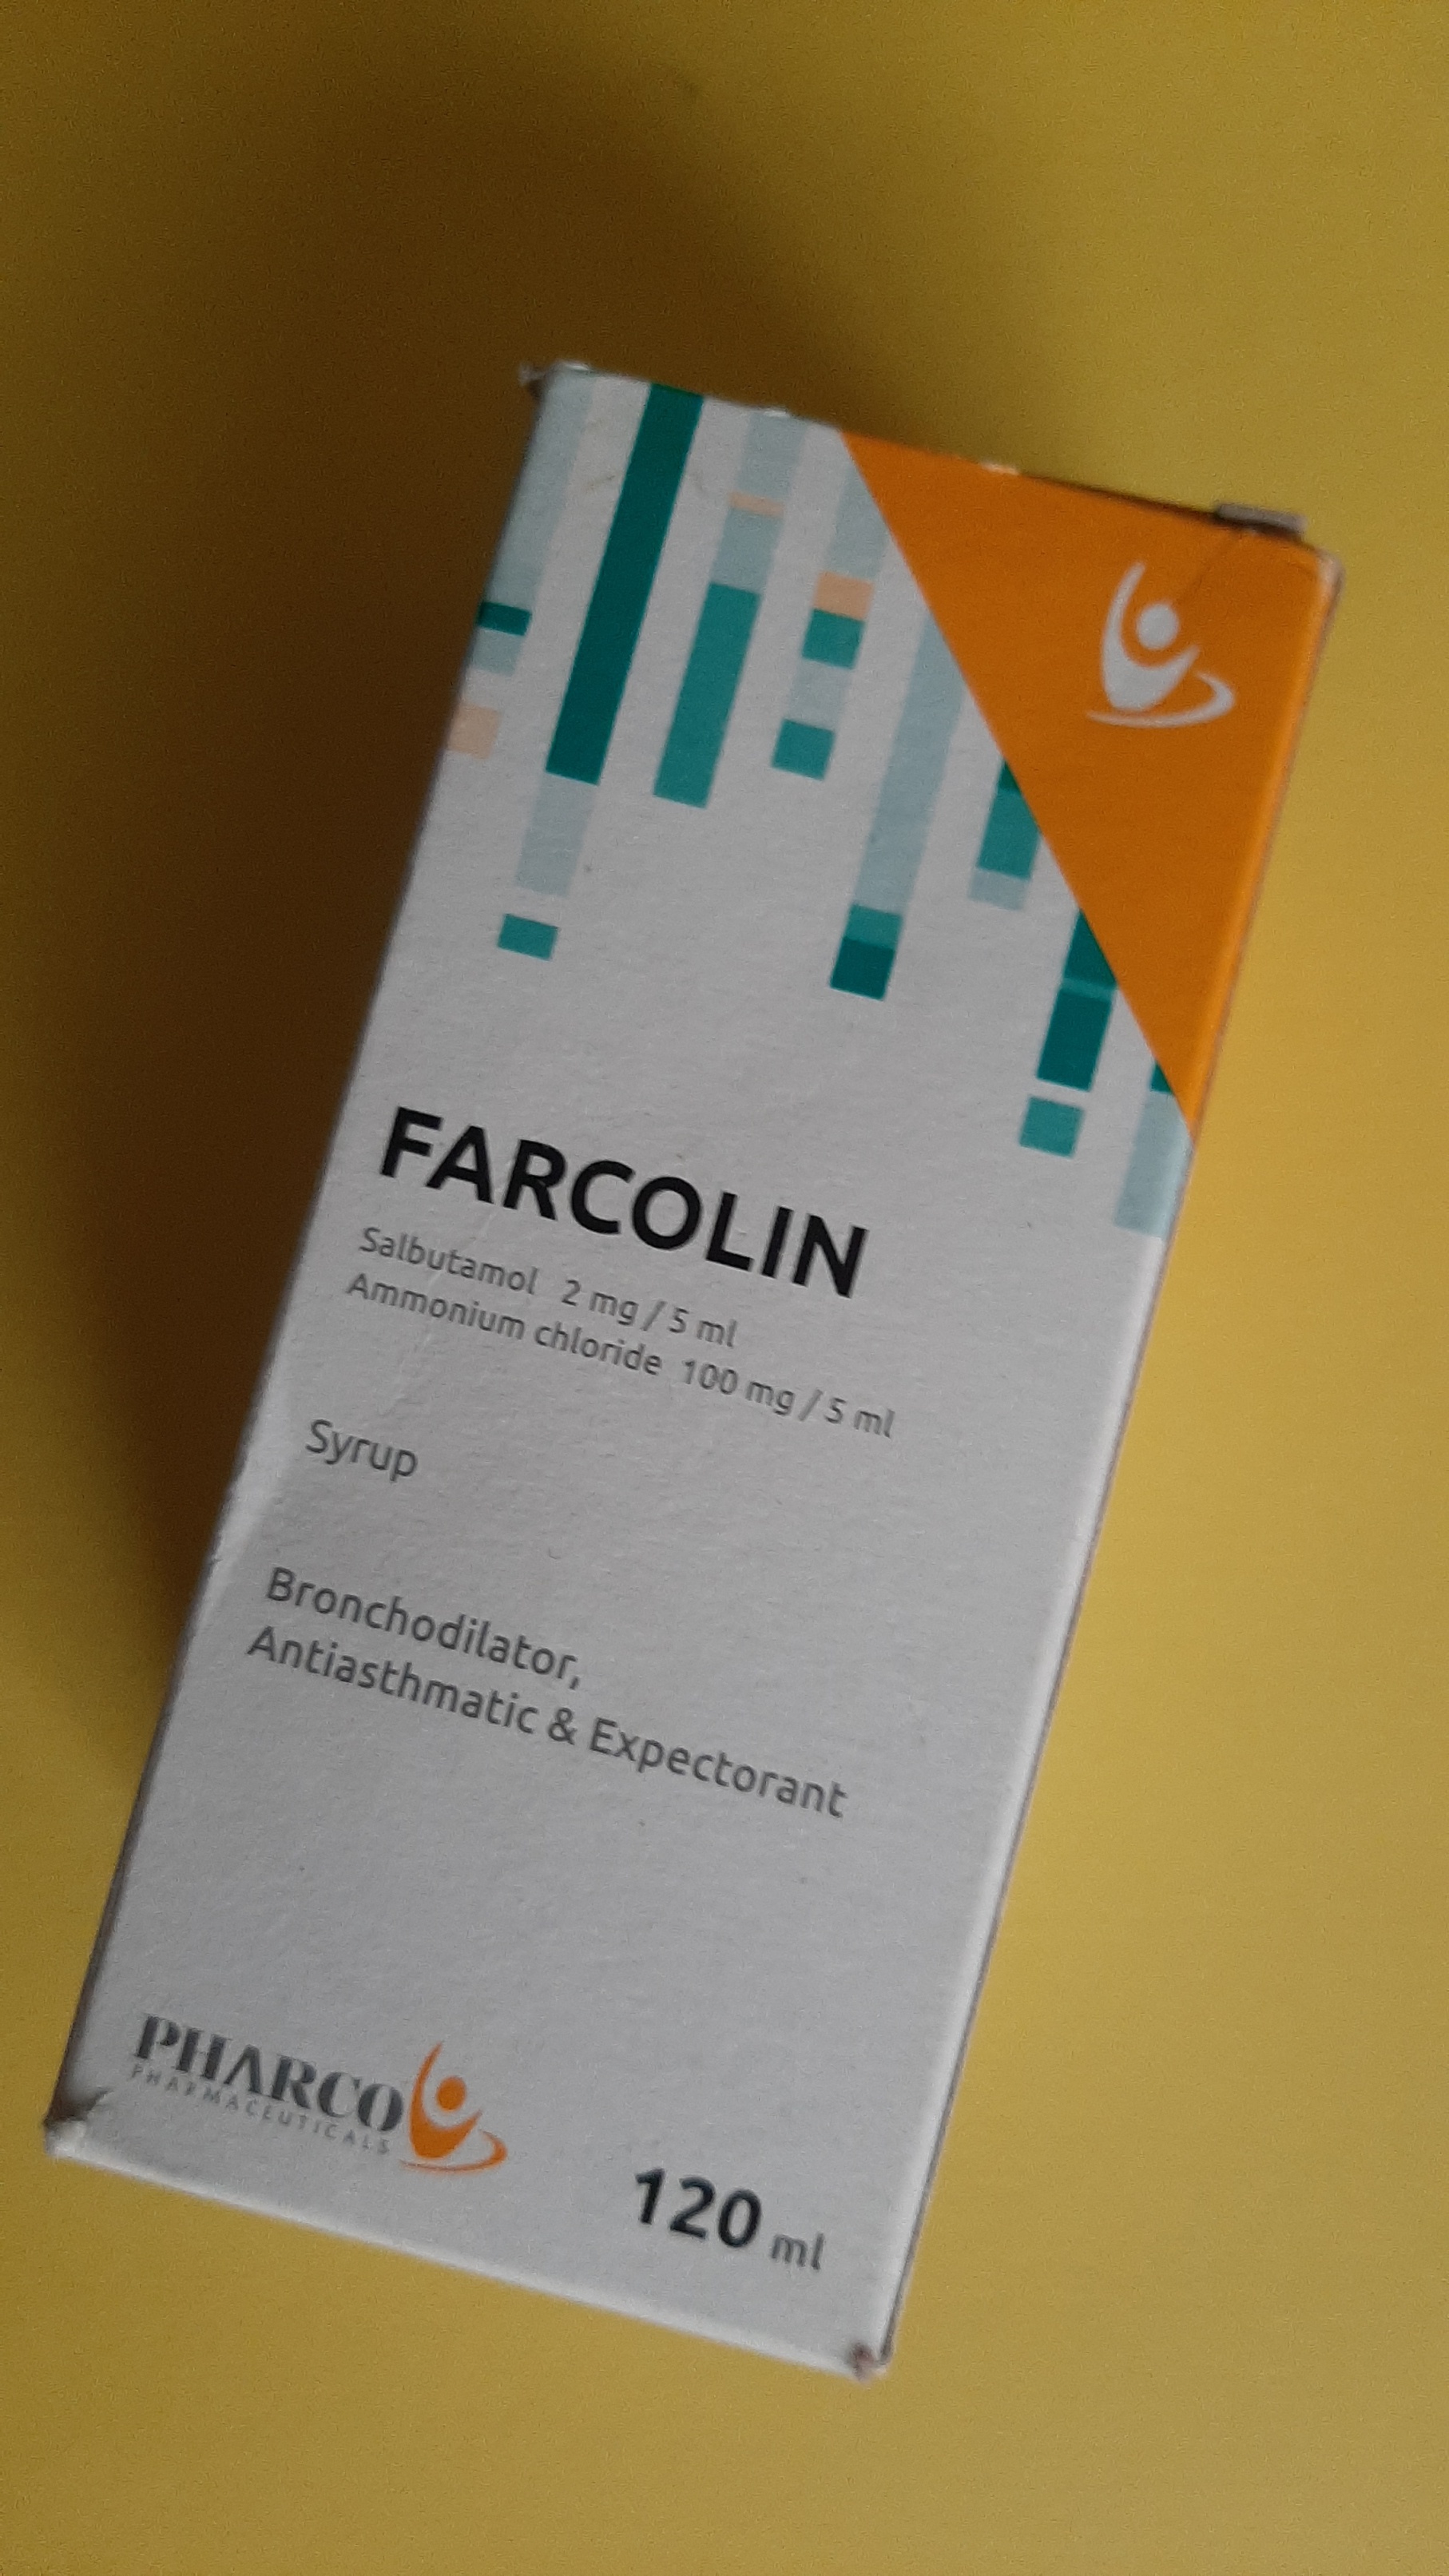 FARCOLIN
Salbutamol 2 mg / 5 ml
Ammonium chloride 100 mg / 5 ml
Syrup
Bronchodilator,
Antiasthmatic & Expectorant
PHARCO
PHARMACEUTICALS
120 ml